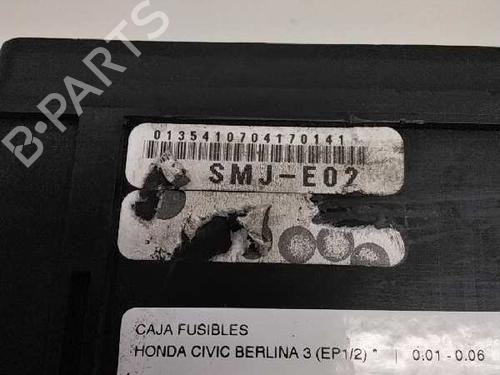 B-PARTS
0135410704170141
SMJ-E02
CAJA FUSIBLES
HONDA CIVIC BERLINA 3 (EP1/2) * | 0.01 - 0.06